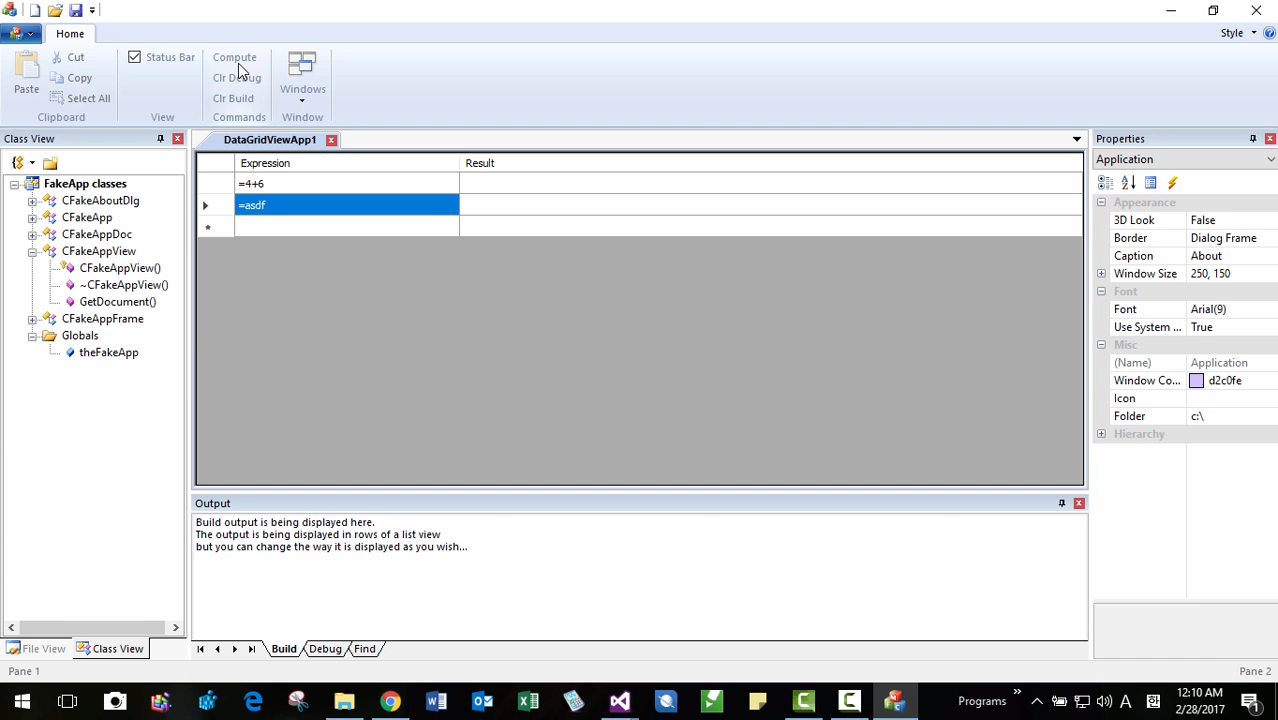 Home
Style
Cut
Copy
Select All
Paste
Clipboard
Status Bar
View
Compute
Clr Debug
Clr Build
Commands
Windows
Window
Class View
FakeApp classes
CFakeAboutDlg
CFakeApp
CFakeAppDoc
CFakeAppView
CFakeAppView()
~CFakeAppView()
GetDocument()
CFakeAppFrame
Globals
theFakeApp
File View
Class View
DataGridViewApp1
Expression Result
=4+6
=asdf
*
Output
Build output is being displayed here.
The output is being displayed in rows of a list view
but you can change the way it is displayed as you wish...
Build Debug Find
Properties
Application
Appearance
3D Look False
Border Dialog Frame
Caption About
Window Size 250, 150
Font
Font Arial(9)
Use System ... True
Misc
(Name) Application
Window Co... d2c0fe
Icon
Folder c:\
Hierarchy
Pane 1 Pane 2
Programs
A
12:10 AM
2/28/2017
1